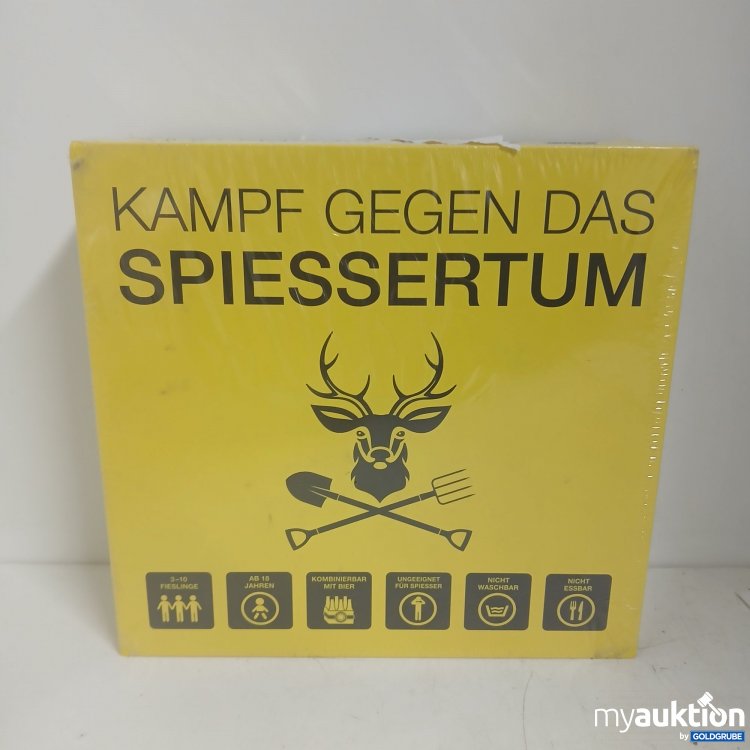 KAMPF GEGEN DAS
SPIESSERTUM
3–10
FIESLINGE
AB 18
JAHREN
KOMBINIERBAR
MIT BIER
UNGEEIGNET
FÜR SPIESSER
NICHT
WASCHBAR
NICHT
ESSBAR
myauktion
by GOLDGRUBE